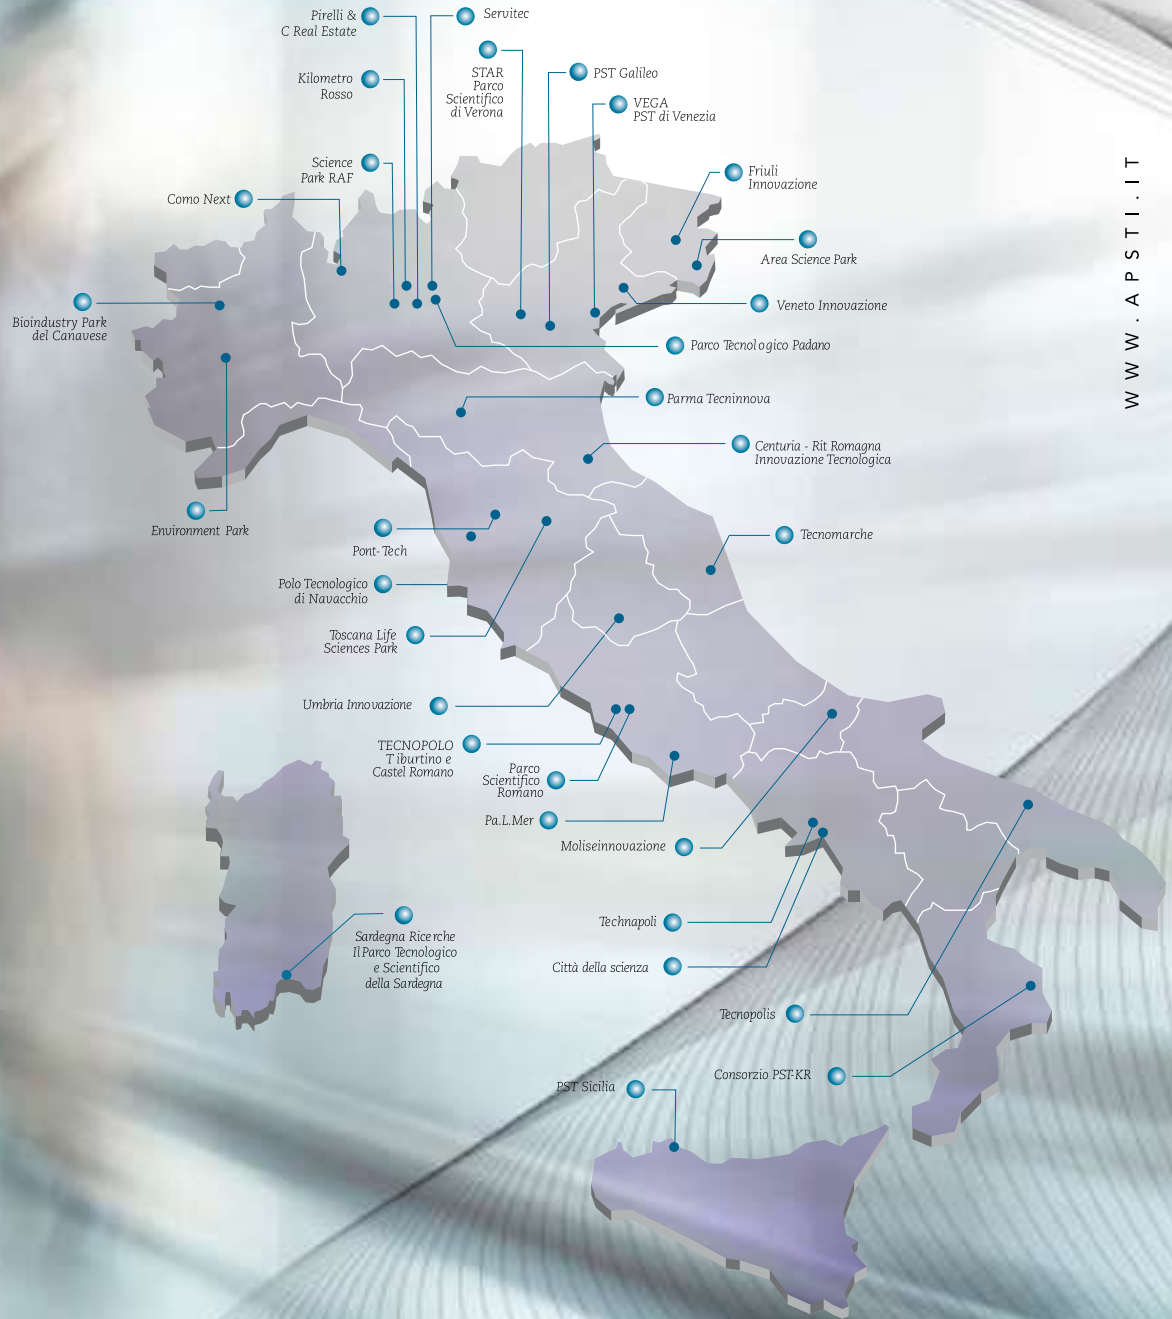 Pirelli &
C Real Estate
Servitec
STAR
Parco
Scientifico
di Verona
PST Galileo
Kilometro
Rosso
VEGA
PST di Venezia
Science
Park RAF
Friuli
Innovazione
Como Next
Area Science Park
Bioindustry Park
del Canavese
Veneto Innovazione
Parco Tecnologico Padano
Parma Tecninnova
Centuria - Rit Romagna
Innovazione Tecnologica
Environment Park
Pont-Tech
Tecnomarche
Polo Tecnologico
di Navacchio
Toscana Life
Sciences Park
Umbria Innovazione
TECNOPOLO
Tiburtino e
Castel Romano
Parco
Scientifico
Romano
Pa.L.Mer
Moliseinnovazione
Technapoli
Sardegna Ricerche
Il Parco Tecnologico
e Scientifico
della Sardegna
Città della scienza
Tecnopolis
Consorzio PST-KR
PST Sicilia
WWW.APSTI.IT